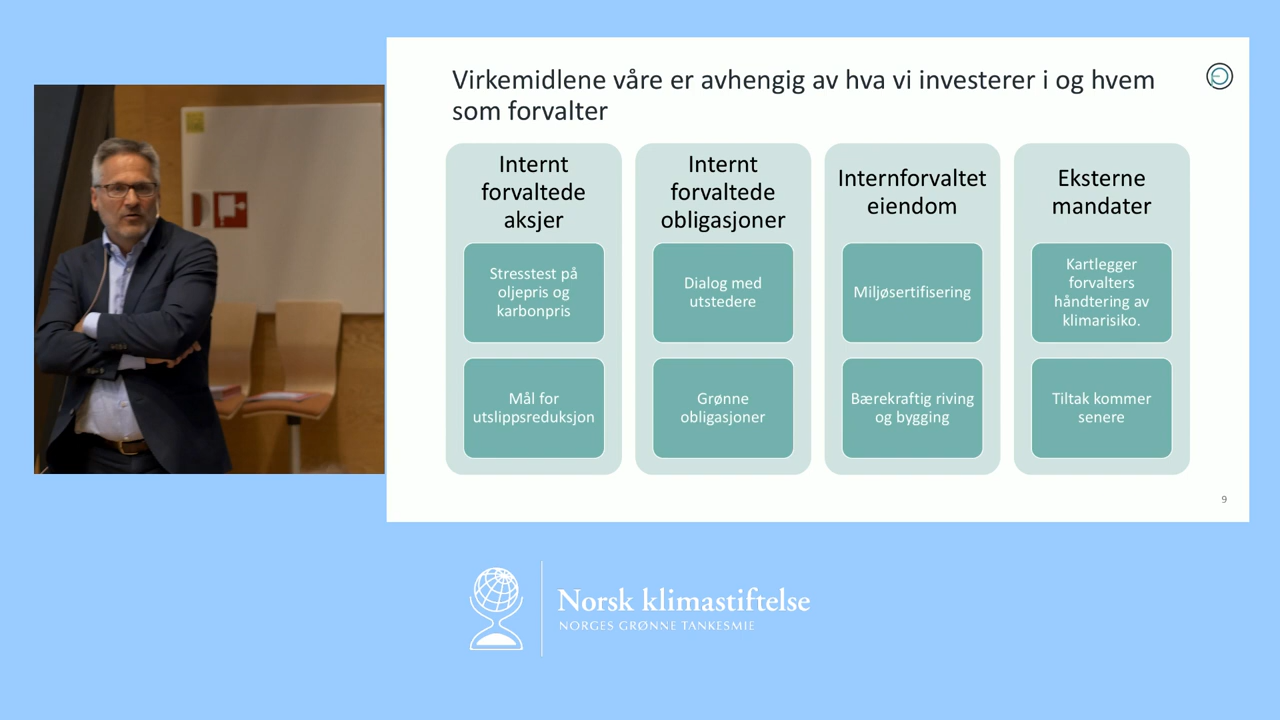 Virkemidlene våre er avhengig av hva vi investerer i og hvem
som forvalter
Internt
forvaltede
aksjer
Stresstest på
oljepris og
karbonpris
Mål for
utslippsreduksjon
Internt
forvaltede
obligasjoner
Dialog med
utstedere
Grønne
obligasjoner
Internforvaltet
eiendom
Miljøsertifisering
Bærekraftig riving
og bygging
Eksterne
mandater
Kartlegger
forvalters
håndtering av
klimarisiko.
Tiltak kommer
senere
9
Norsk klimastiftelse
NORGES GRØNNE TANKESMIE